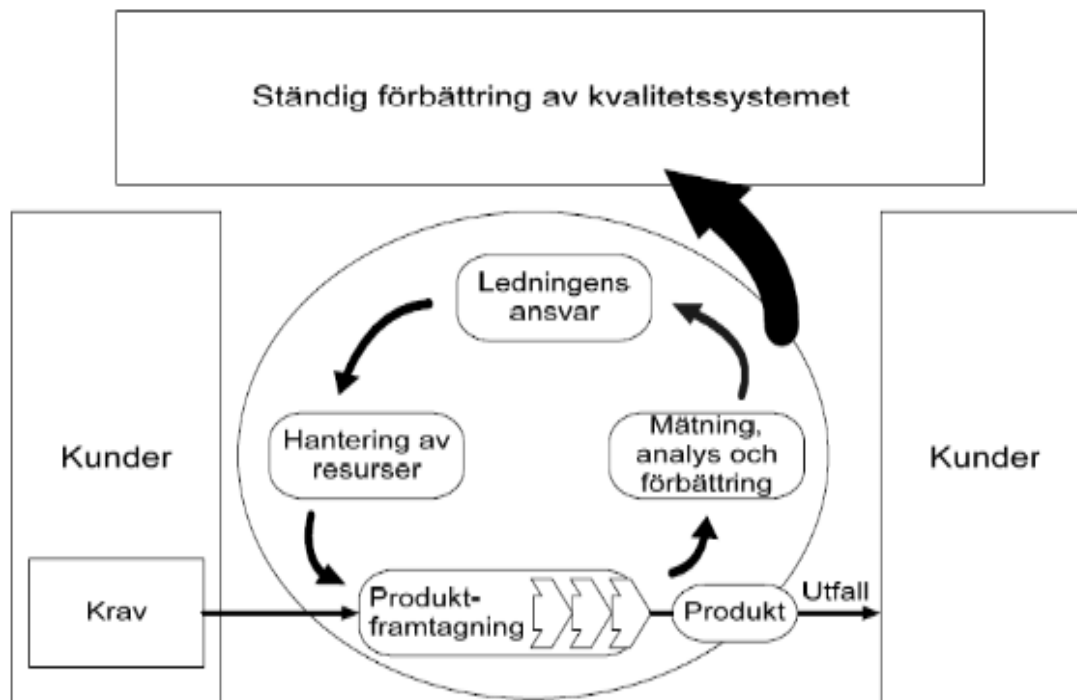 Ständig förbättring av kvalitetssystemet
Ledningens
ansvar
Kunder
Hantering av
resurser
Mätning,
analys och
förbättring
Kunder
Krav
Produkt-
framtagning
Produkt
Utfall